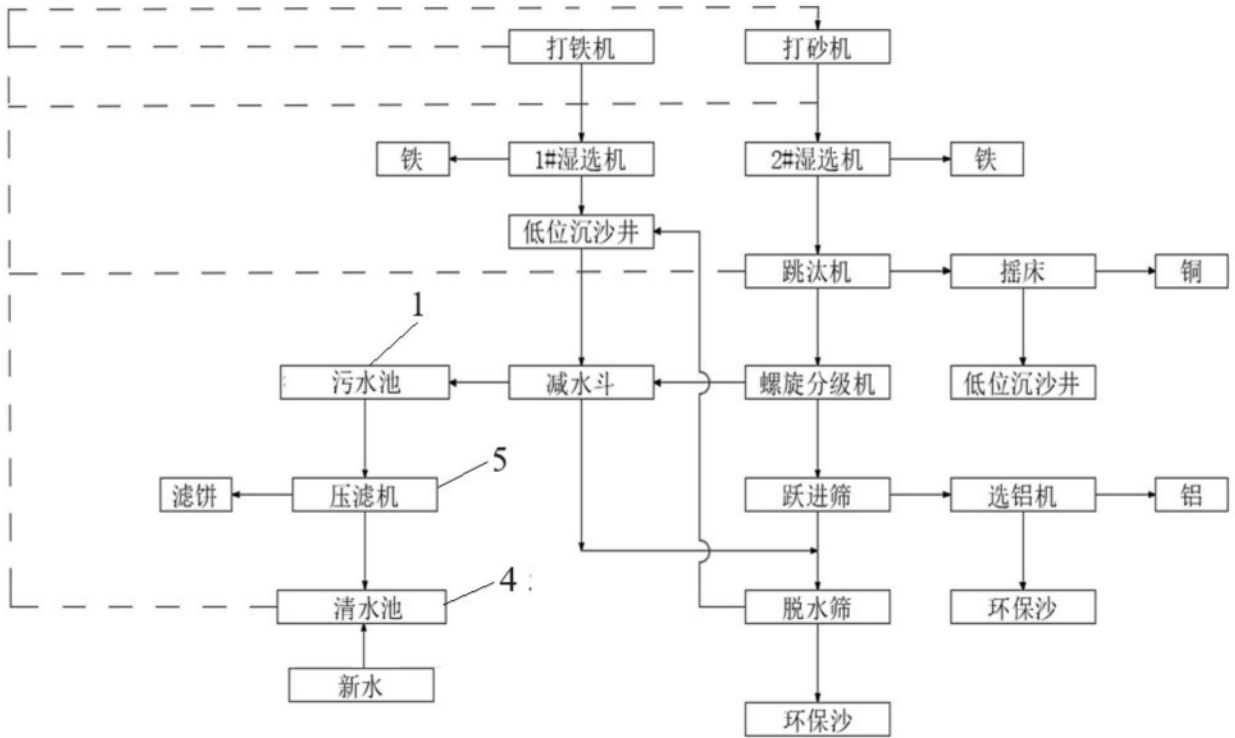 打铁机
打砂机
铁
1#湿选机
2#湿选机
铁
低位沉沙井
跳汰机
摇床
铜
1
污水池
减水斗
螺旋分级机
低位沉沙井
5
滤饼
压滤机
跃进筛
选铝机
铝
4
清水池
脱水筛
环保沙
新水
环保沙